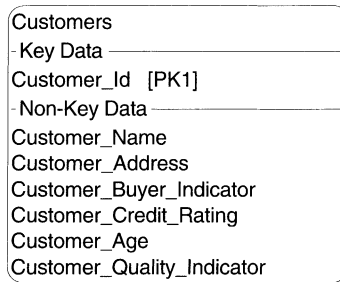 Customers
Key Data
Customer_Id [PK1]
Non-Key Data
Customer_Name
Customer_Address
Customer_Buyer_Indicator
Customer_Credit_Rating
Customer_Age
Customer_Quality_Indicator